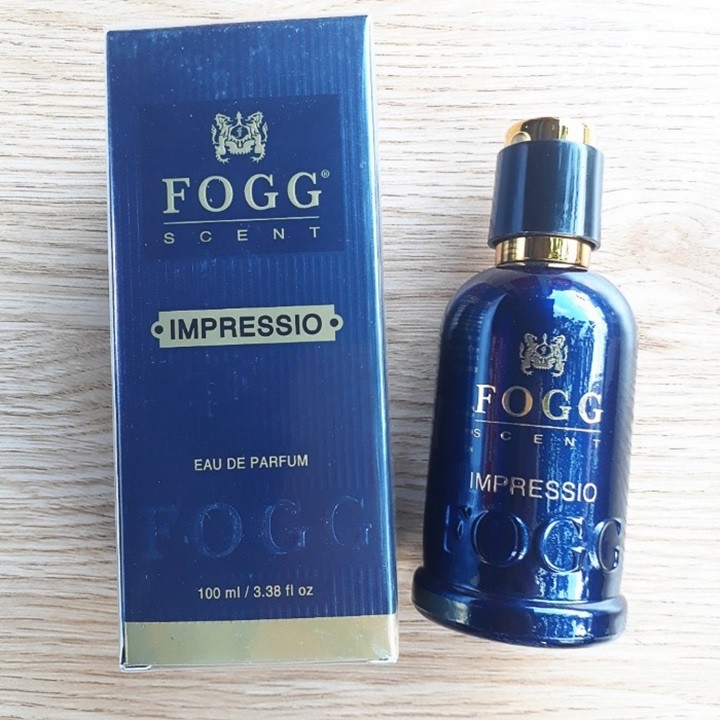 FOGG®
SCENT
IMPRESSIO
EAU DE PARFUM
FOGG
100 ml / 3.38 fl oz
FOGG
SCENT
IMPRESSIO
FOGG